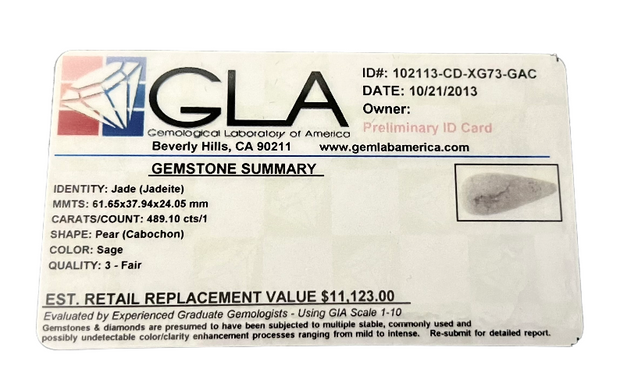 GLA
Gemological Laboratory of America
Beverly Hills, CA 90211 www.gemlabamerica.com
ID#: 102113-CD-XG73-GAC
DATE: 10/21/2013
Owner:
Preliminary ID Card
GEMSTONE SUMMARY
IDENTITY: Jade (Jadeite)
MMTS: 61.65x37.94x24.05 mm
CARATS/COUNT: 489.10 cts/1
SHAPE: Pear (Cabochon)
COLOR: Sage
QUALITY: 3 - Fair
EST. RETAIL REPLACEMENT VALUE $11,123.00
Evaluated by Experienced Graduate Gemologists - Using GIA Scale 1-10
Gemstones & diamonds are presumed to have been subjected to multiple stable, commonly used and
possibly undetectable color/clarity enhancement processes ranging from mild to intense. Re-submit for detailed report.